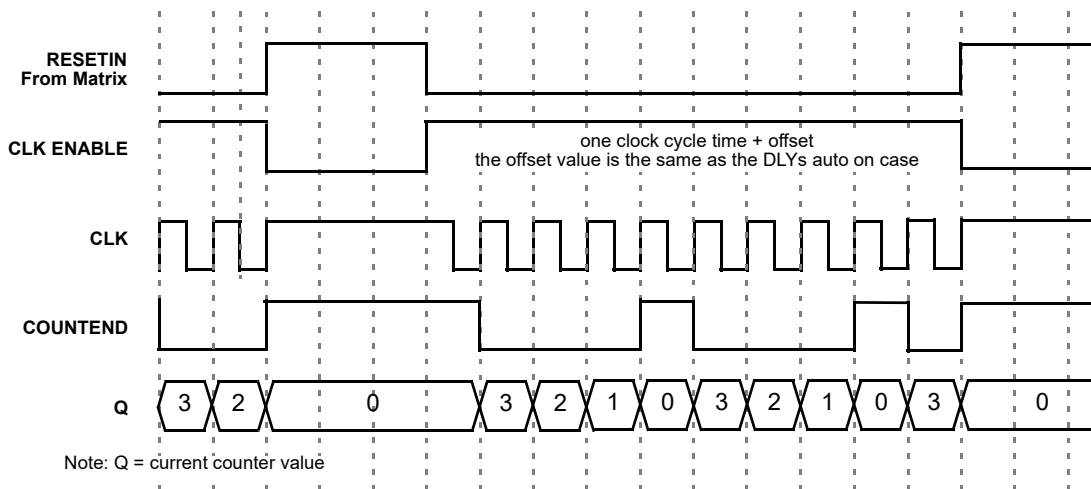 RESETIN
From Matrix
CLK ENABLE
one clock cycle time + offset
the offset value is the same as the DLYs auto on case
CLK
COUNTEND
Q
3 2 0 3 2 1 0 3 2 1 0 3 0
Note: Q = current counter value